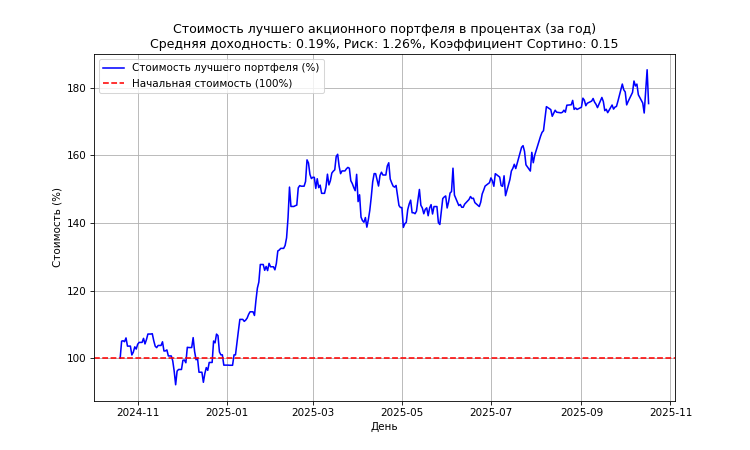 Стоимость лучшего акционного портфеля в процентах (за год)
Средняя доходность: 0.19%, Риск: 1.26%, Коэффициент Сортино: 0.15
Стоимость лучшего портфеля (%)
Начальная стоимость (100%)
Стоимость (%)
180
160
140
120
100
2024-11 2025-01 2025-03 2025-05 2025-07 2025-09 2025-11
День